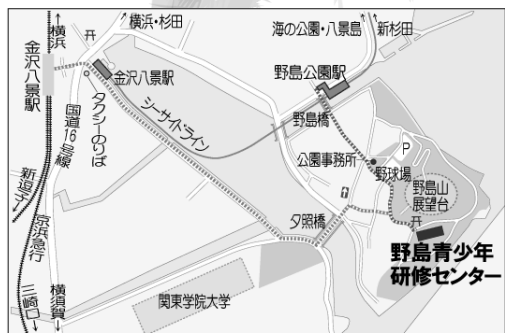 横浜
横浜・杉田
海の公園・八景島
新杉田
金沢八景駅
金沢八景駅
タクシーのりば
国道16号線
シーサイドライン
野島公園駅
野島橋
公園事務所
P
野球場
野島山
展望台
夕照橋
新逗子
京浜急行
三崎口
横須賀
関東学院大学
野島青少年
研修センター